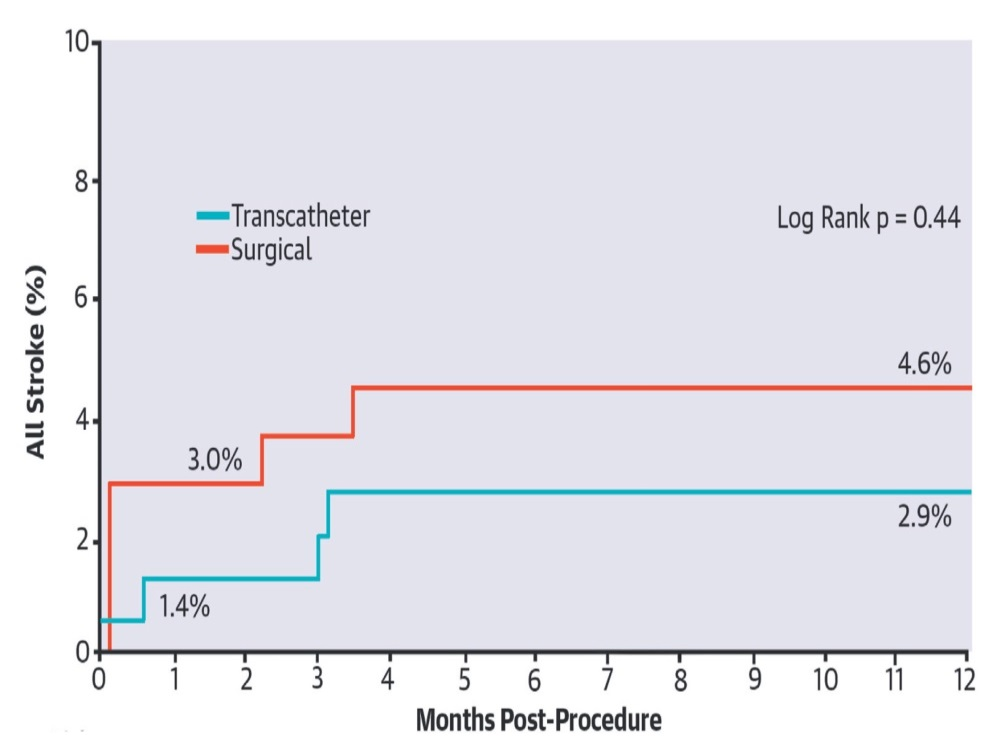 10
8
6
4
2
0
All Stroke (%)
Transcatheter
Surgical
Log Rank p = 0.44
4.6%
3.0%
2.9%
1.4%
0 1 2 3 4 5 6 7 8 9 10 11 12
Months Post-Procedure